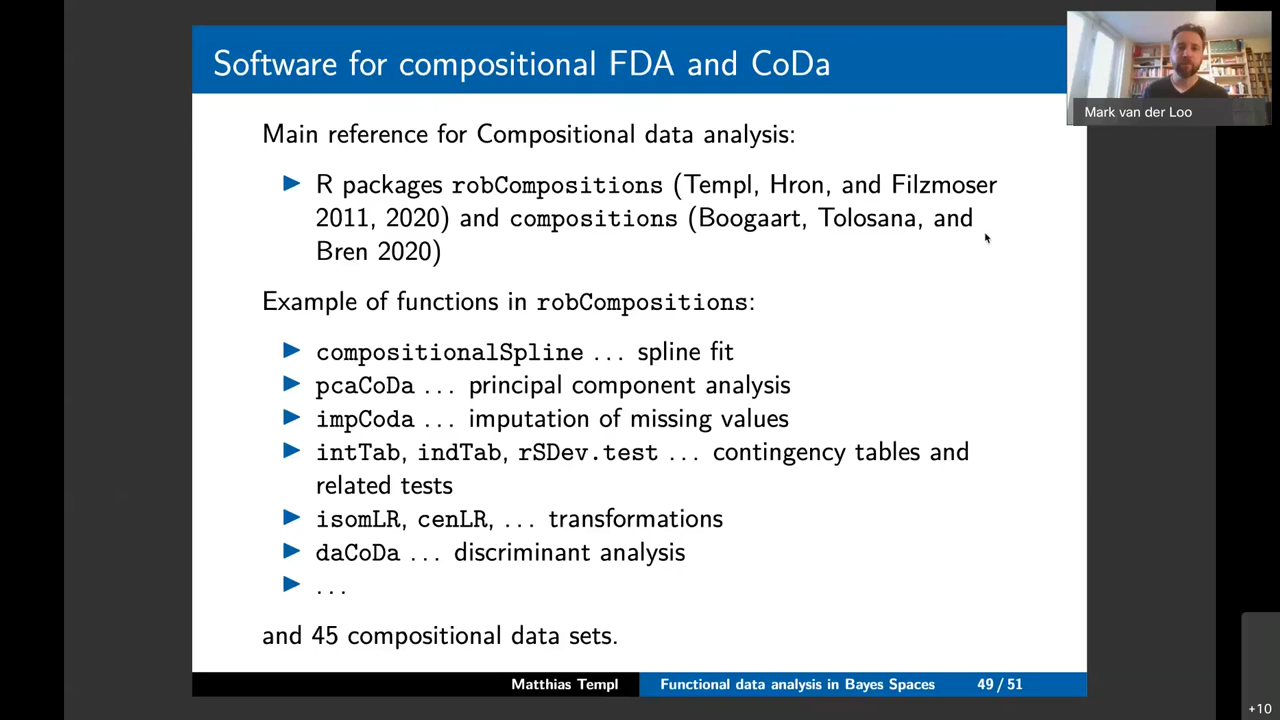 Software for compositional FDA and CoDa
Mark van der Loo
Main reference for Compositional data analysis:
▶ R packages robCompositions (Templ, Hron, and Filzmoser
2011, 2020) and compositions (Boogaart, Tolosana, and
Bren 2020)
Example of functions in robCompositions:
▶ compositionalSpline ... spline fit
▶ pcaCoDa ... principal component analysis
▶ impCoda ... imputation of missing values
▶ intTab, indTab, rSDev.test ... contingency tables and
related tests
▶ isomLR, cenLR, ... transformations
▶ daCoDa ... discriminant analysis
▶ ...
and 45 compositional data sets.
Matthias Templ Functional data analysis in Bayes Spaces 49 / 51
+10